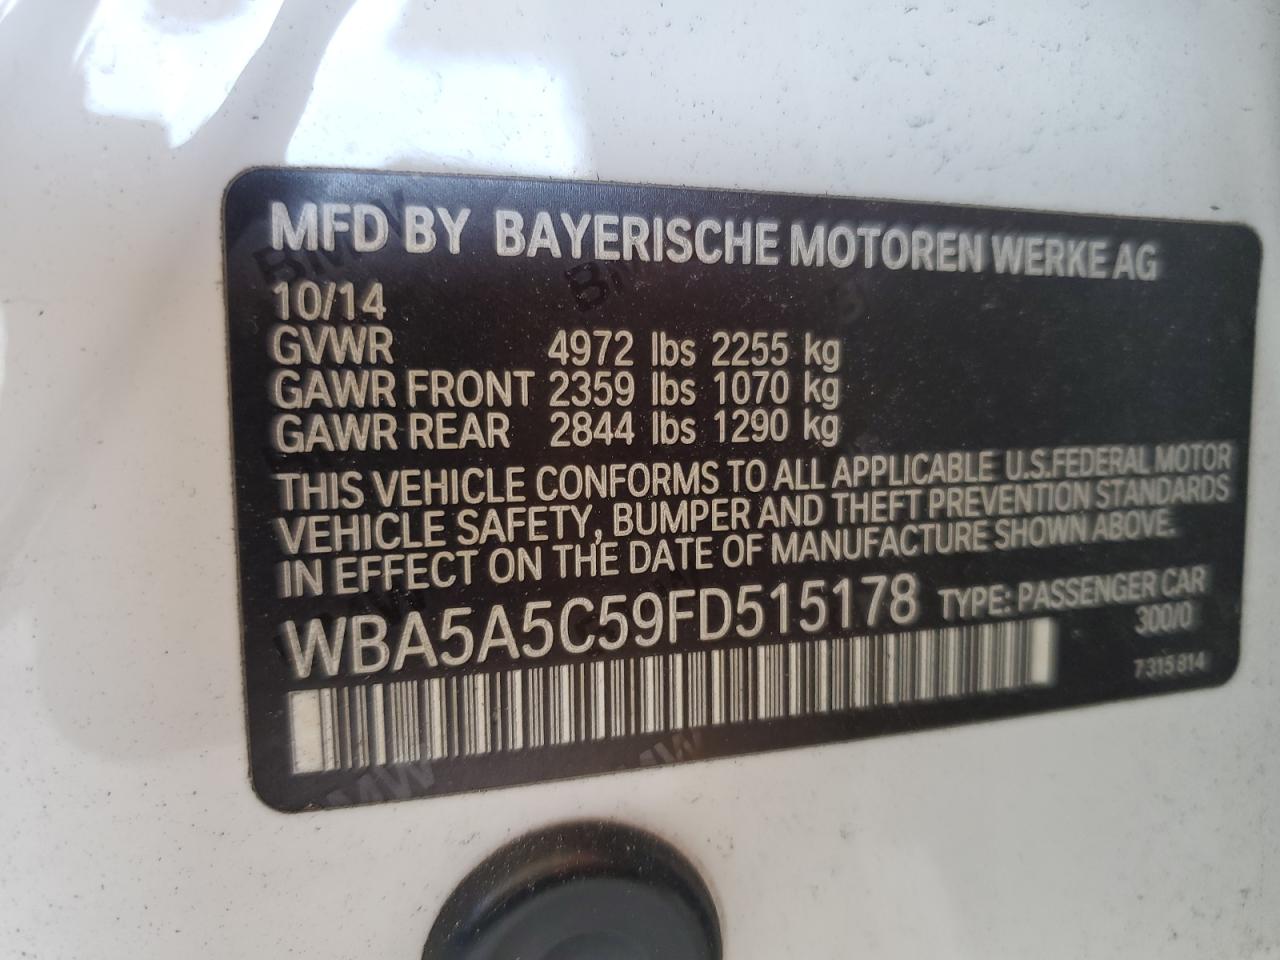 MFD BY BAYERISCHE MOTOREN WERKE AG
10/14
GVWR 4972 lbs 2255 kg
GAWR FRONT 2359 lbs 1070 kg
GAWR REAR 2844 lbs 1290 kg
THIS VEHICLE CONFORMS TO ALL APPLICABLE U.S.FEDERAL MOTOR
VEHICLE SAFETY, BUMPER AND THEFT PREVENTION STANDARDS
IN EFFECT ON THE DATE OF MANUFACTURE SHOWN ABOVE.
WBA5A5C59FD515178 TYPE: PASSENGER CAR
300/0
7 315 814